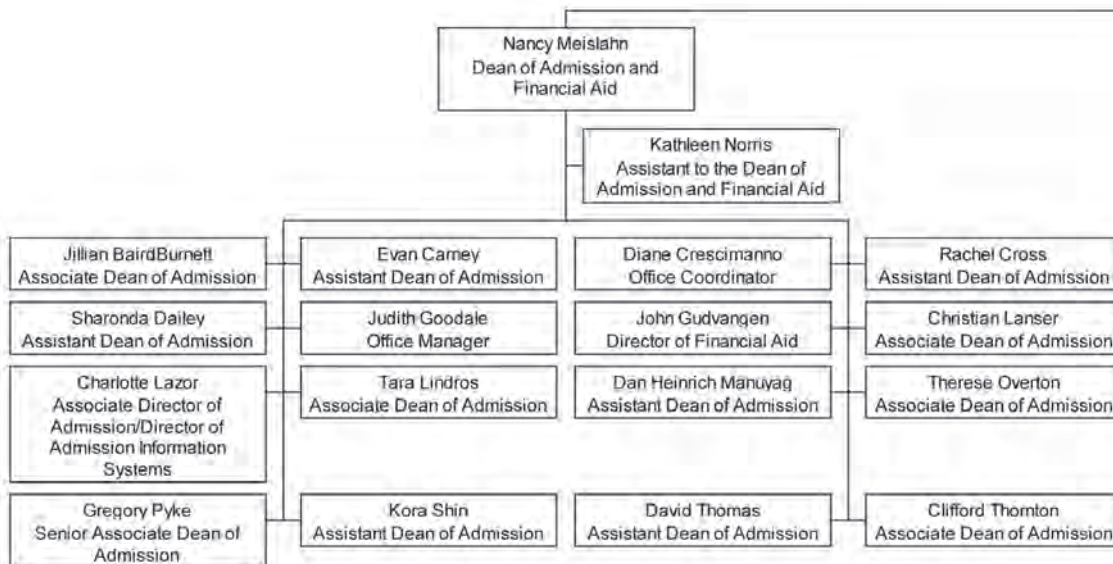 Nancy Meislahn
Dean of Admission and
Financial Aid
Kathleen Norris
Assistant to the Dean of
Admission and Financial Aid
Jillian BairdBurnett
Associate Dean of Admission
Evan Carney
Assistant Dean of Admission
Diane Crescimanno
Office Coordinator
Rachel Cross
Assistant Dean of Admission
Sharonda Dailey
Assistant Dean of Admission
Judith Goodale
Office Manager
John Gudvangen
Director of Financial Aid
Christian Lanser
Associate Dean of Admission
Charlotte Lazor
Associate Director of
Admission/Director of
Admission Information
Systems
Tara Lindros
Associate Dean of Admission
Dan Heinrich Manuyag
Assistant Dean of Admission
Therese Overton
Associate Dean of Admission
Gregory Pyke
Senior Associate Dean of
Admission
Kora Shin
Assistant Dean of Admission
David Thomas
Assistant Dean of Admission
Clifford Thornton
Associate Dean of Admission